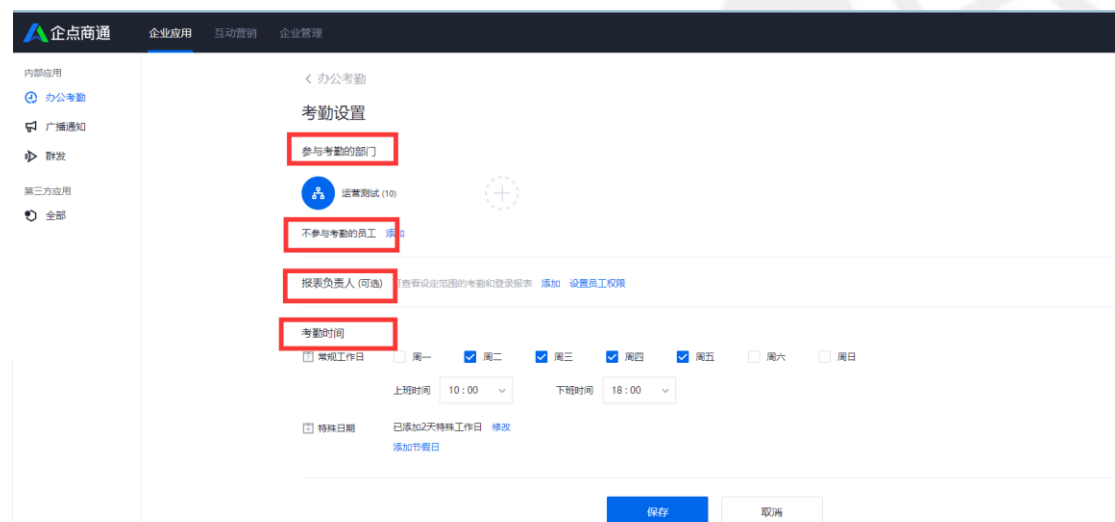 企点商通 企业应用 互动营销 企业管理
内部应用
办公考勤
广播通知
群发
第三方应用
全部
< 办公考勤
考勤设置
参与考勤的部门
运营测试 (10)
不参与考勤的员工 添加
报表负责人 (可选) 可查看设定范围的考勤和登录报表 添加 设置员工权限
考勤时间
常规工作日 周一 周二 周三 周四 周五 周六 周日
上班时间 10 : 00 下班时间 18 : 00
特殊日期 已添加2天特殊工作日 修改
添加节假日
保存 取消